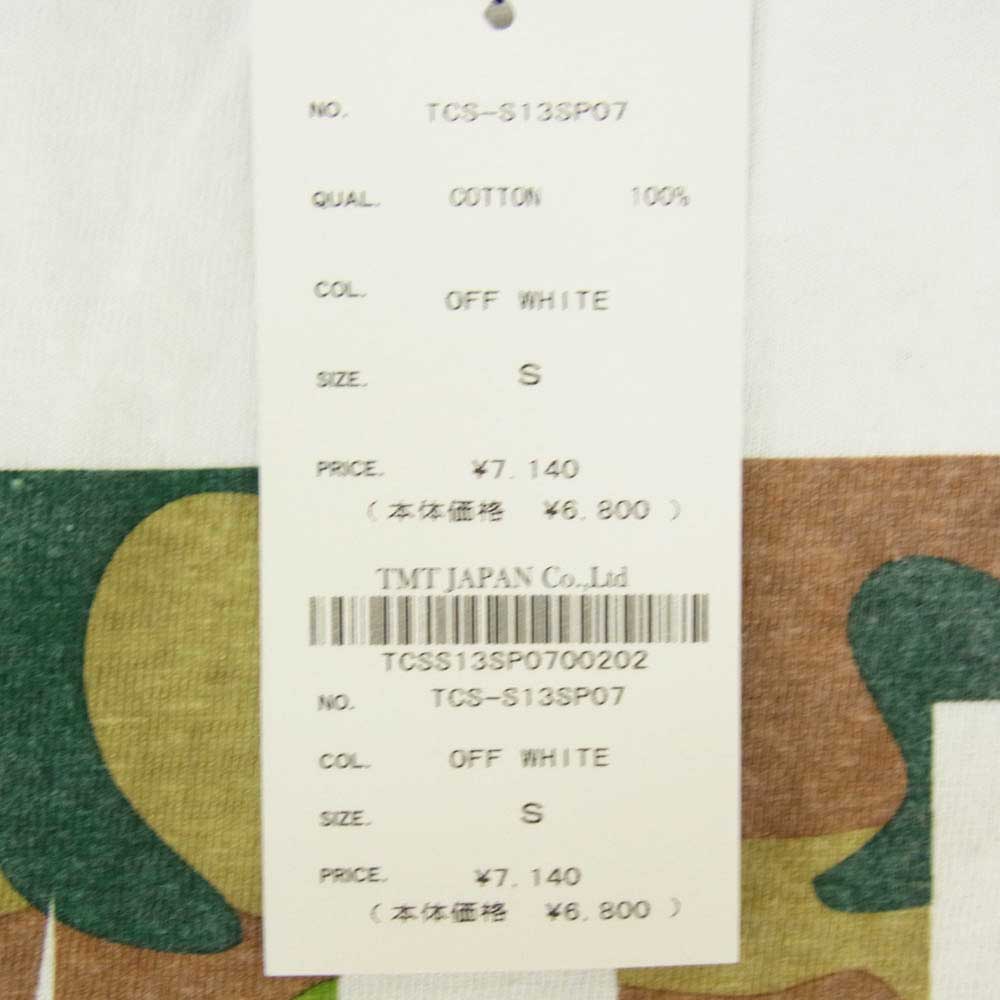 NO. TCS-S13SP07
QUAL. COTTON 100%
COL. OFF WHITE
SIZE. S
PRICE. ¥7.140
(本体価格 ¥6,800 )
TMT JAPAN Co.,Ltd
TCSS13SP0700202
NO. TCS-S13SP07
COL. OFF WHITE
SIZE. S
PRICE. ¥7.140
(本体価格 ¥6,800 )